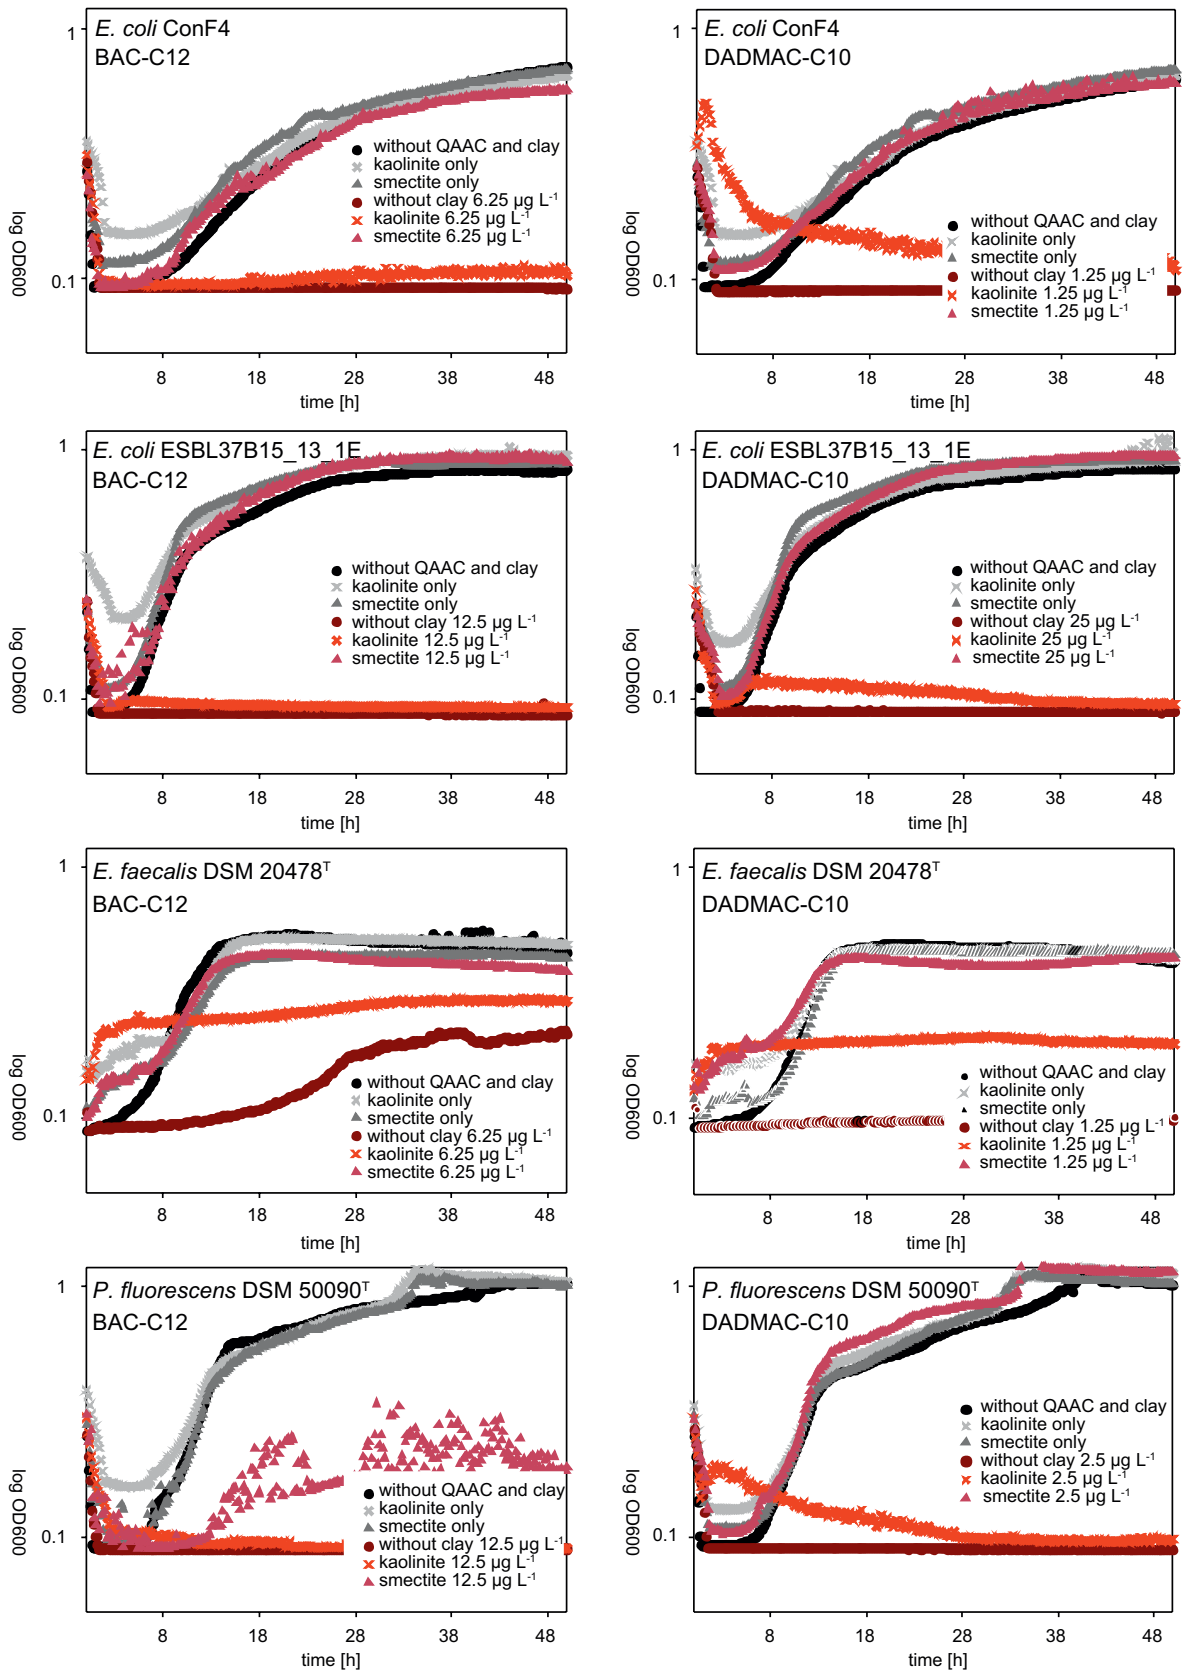 E. coli ConF4
BAC-C12
1
0.1
log OD600
without QAAC and clay
kaolinite only
smectite only
without clay 6.25 µg L-1
kaolinite 6.25 µg L-1
smectite 6.25 µg L-1
8 18 28 38 48
time [h]
E. coli ConF4
DADMAC-C10
1
0.1
log OD600
without QAAC and clay
kaolinite only
smectite only
without clay 1.25 µg L-1
kaolinite 1.25 µg L-1
smectite 1.25 µg L-1
8 18 28 38 48
time [h]
E. coli ESBL37B15_13_1E
BAC-C12
1
0.1
log OD600
without QAAC and clay
kaolinite only
smectite only
without clay 12.5 µg L-1
kaolinite 12.5 µg L-1
smectite 12.5 µg L-1
8 18 28 38 48
time [h]
E. coli ESBL37B15_13_1E
DADMAC-C10
1
0.1
log OD600
without QAAC and clay
kaolinite only
smectite only
without clay 25 µg L-1
kaolinite 25 µg L-1
smectite 25 µg L-1
8 18 28 38 48
time [h]
E. faecalis DSM 20478T
BAC-C12
1
0.1
log OD600
without QAAC and clay
kaolinite only
smectite only
without clay 6.25 µg L-1
kaolinite 6.25 µg L-1
smectite 6.25 µg L-1
8 18 28 38 48
time [h]
E. faecalis DSM 20478T
DADMAC-C10
1
0.1
log OD600
without QAAC and clay
kaolinite only
smectite only
without clay 1.25 µg L-1
kaolinite 1.25 µg L-1
smectite 1.25 µg L-1
8 18 28 38 48
time [h]
P. fluorescens DSM 50090T
BAC-C12
1
0.1
log OD600
without QAAC and clay
kaolinite only
smectite only
without clay 12.5 µg L-1
kaolinite 12.5 µg L-1
smectite 12.5 µg L-1
8 18 28 38 48
time [h]
P. fluorescens DSM 50090T
DADMAC-C10
1
0.1
log OD600
without QAAC and clay
kaolinite only
smectite only
without clay 2.5 µg L-1
kaolinite 2.5 µg L-1
smectite 2.5 µg L-1
8 18 28 38 48
time [h]